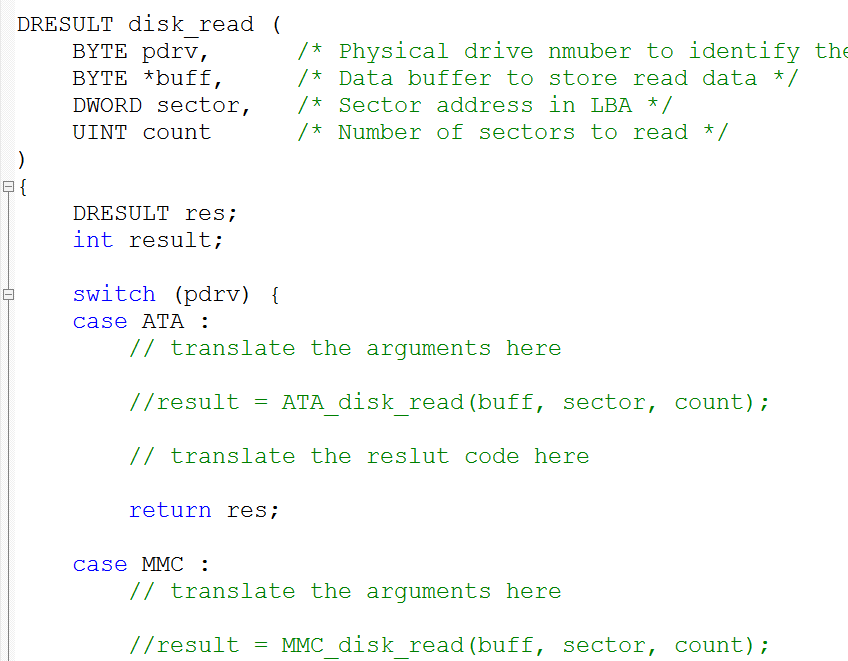 DRESULT disk_read (
    BYTE pdrv,      /* Physical drive nmuber to identify the
    BYTE *buff,     /* Data buffer to store read data */
    DWORD sector,   /* Sector address in LBA */
    UINT count      /* Number of sectors to read */
)
{
    DRESULT res;
    int result;

    switch (pdrv) {
    case ATA :
        // translate the arguments here

        //result = ATA_disk_read(buff, sector, count);

        // translate the reslut code here

        return res;

    case MMC :
        // translate the arguments here

        //result = MMC_disk_read(buff, sector, count);